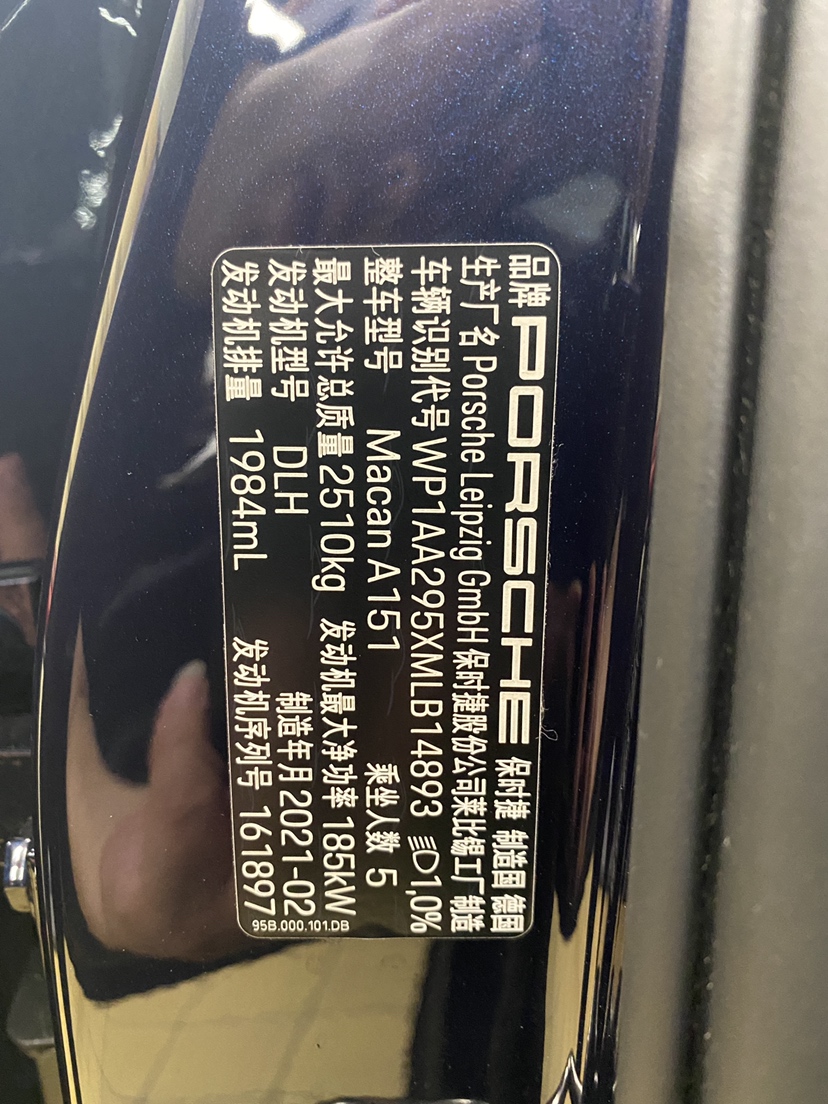 品牌 PORSCHE 保时捷 制造国 德国
生产厂名 Porsche Leipzig GmbH 保时捷股份公司莱比锡工厂制造
车辆识别代号 WP1AA295XMLB14893 1,0%
整车型号 Macan A151 乘坐人数 5
最大允许总质量 2510kg 发动机最大净功率 185kW
发动机型号 DLH 制造年月 2021-02
发动机排量 1984mL 发动机序列号 161897
95B.000.101.DB